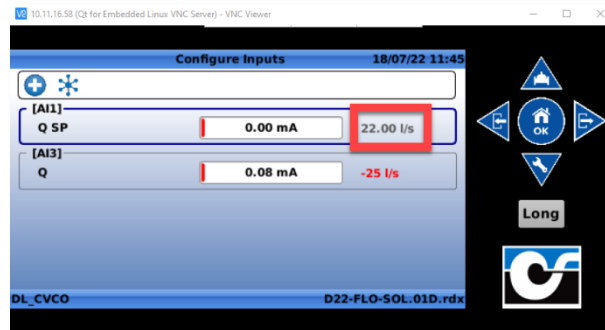 10.11.16.58 (Qt for Embedded Linux VNC Server) - VNC Viewer
Configure Inputs 18/07/22 11:45
[AI1]
Q SP 0.00 mA 22.00 l/s
[AI3]
Q 0.08 mA -25 l/s
OK
Long
DL_CVCO D22-FLO-SOL.01D.rdx